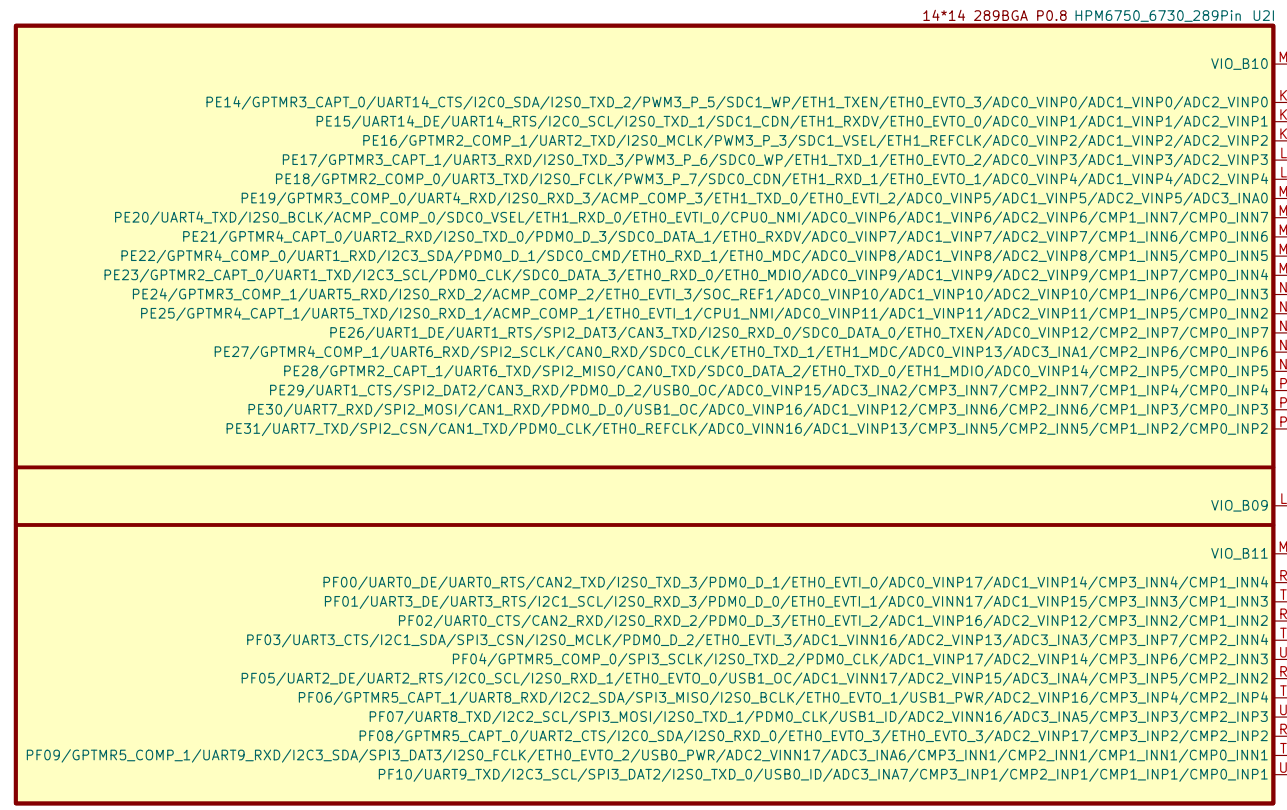 14*14 289BGA P0.8 HPM6750_6730_289Pin U2I
VIO_B10 M
PE14/GPTMR3_CAPT_0/UART14_CTS/I2C0_SDA/I2S0_TXD_2/PWM3_P_5/SDC1_WP/ETH1_TXEN/ETH0_EVTO_3/ADC0_VINP0/ADC1_VINP0/ADC2_VINP0 K
PE15/UART14_DE/UART14_RTS/I2C0_SCL/I2S0_TXD_1/SDC1_CDN/ETH1_RXDV/ETH0_EVTO_0/ADC0_VINP1/ADC1_VINP1/ADC2_VINP1 K
PE16/GPTMR2_COMP_1/UART2_TXD/I2S0_MCLK/PWM3_P_3/SDC1_VSEL/ETH1_REFCLK/ADC0_VINP2/ADC1_VINP2/ADC2_VINP2 K
PE17/GPTMR3_CAPT_1/UART3_RXD/I2S0_TXD_3/PWM3_P_6/SDC0_WP/ETH1_TXD_1/ETH0_EVTO_2/ADC0_VINP3/ADC1_VINP3/ADC2_VINP3 L
PE18/GPTMR2_COMP_0/UART3_TXD/I2S0_FCLK/PWM3_P_7/SDC0_CDN/ETH1_RXD_1/ETH0_EVTO_1/ADC0_VINP4/ADC1_VINP4/ADC2_VINP4 L
PE19/GPTMR3_COMP_0/UART4_RXD/I2S0_RXD_3/ACMP_COMP_3/ETH1_TXD_0/ETH0_EVTI_2/ADC0_VINP5/ADC1_VINP5/ADC2_VINP5/ADC3_INA0 M
PE20/UART4_TXD/I2S0_BCLK/ACMP_COMP_0/SDC0_VSEL/ETH1_RXD_0/ETH0_EVTI_0/CPU0_NMI/ADC0_VINP6/ADC1_VINP6/ADC2_VINP6/CMP1_INN7/CMP0_INN7 M
PE21/GPTMR4_CAPT_0/UART2_RXD/I2S0_TXD_0/PDM0_D_3/SDC0_DATA_1/ETH0_RXDV/ADC0_VINP7/ADC1_VINP7/ADC2_VINP7/CMP1_INN6/CMP0_INN6 M
PE22/GPTMR4_COMP_0/UART1_RXD/I2C3_SDA/PDM0_D_1/SDC0_CMD/ETH0_RXD_1/ETH0_MDC/ADC0_VINP8/ADC1_VINP8/ADC2_VINP8/CMP1_INN5/CMP0_INN5 M
PE23/GPTMR2_CAPT_0/UART1_TXD/I2C3_SCL/PDM0_CLK/SDC0_DATA_3/ETH0_RXD_0/ETH0_MDIO/ADC0_VINP9/ADC1_VINP9/ADC2_VINP9/CMP1_INP7/CMP0_INN4 M
PE24/GPTMR3_COMP_1/UART5_RXD/I2S0_RXD_2/ACMP_COMP_2/ETH0_EVTI_3/SOC_REF1/ADC0_VINP10/ADC1_VINP10/ADC2_VINP10/CMP1_INP6/CMP0_INN3 N
PE25/GPTMR4_CAPT_1/UART5_TXD/I2S0_RXD_1/ACMP_COMP_1/ETH0_EVTI_1/CPU1_NMI/ADC0_VINP11/ADC1_VINP11/ADC2_VINP11/CMP1_INP5/CMP0_INN2 N
PE26/UART1_DE/UART1_RTS/SPI2_DAT3/CAN3_TXD/I2S0_RXD_0/SDC0_DATA_0/ETH0_TXEN/ADC0_VINP12/CMP2_INP7/CMP0_INP7 N
PE27/GPTMR4_COMP_1/UART6_RXD/SPI2_SCLK/CAN0_RXD/SDC0_CLK/ETH0_TXD_1/ETH1_MDC/ADC0_VINP13/ADC3_INA1/CMP2_INP6/CMP0_INP6 N
PE28/GPTMR2_CAPT_1/UART6_TXD/SPI2_MISO/CAN0_TXD/SDC0_DATA_2/ETH0_TXD_0/ETH1_MDIO/ADC0_VINP14/CMP2_INP5/CMP0_INP5 N
PE29/UART1_CTS/SPI2_DAT2/CAN3_RXD/PDM0_D_2/USB0_OC/ADC0_VINP15/ADC3_INA2/CMP3_INN7/CMP2_INN7/CMP1_INP4/CMP0_INP4 P
PE30/UART7_RXD/SPI2_MOSI/CAN1_RXD/PDM0_D_0/USB1_OC/ADC0_VINP16/ADC1_VINP12/CMP3_INN6/CMP2_INN6/CMP1_INP3/CMP0_INP3 P
PE31/UART7_TXD/SPI2_CSN/CAN1_TXD/PDM0_CLK/ETH0_REFCLK/ADC0_VINN16/ADC1_VINP13/CMP3_INN5/CMP2_INN5/CMP1_INP2/CMP0_INP2 P
VIO_B09 L
VIO_B11 M
PF00/UART0_DE/UART0_RTS/CAN2_TXD/I2S0_TXD_3/PDM0_D_1/ETH0_EVTI_0/ADC0_VINP17/ADC1_VINP14/CMP3_INN4/CMP1_INN4 R
PF01/UART3_DE/UART3_RTS/I2C1_SCL/I2S0_RXD_3/PDM0_D_0/ETH0_EVTI_1/ADC0_VINN17/ADC1_VINP15/CMP3_INN3/CMP1_INN3 T
PF02/UART0_CTS/CAN2_RXD/I2S0_RXD_2/PDM0_D_3/ETH0_EVTI_2/ADC1_VINP16/ADC2_VINP12/CMP3_INN2/CMP1_INN2 R
PF03/UART3_CTS/I2C1_SDA/SPI3_CSN/I2S0_MCLK/PDM0_D_2/ETH0_EVTI_3/ADC1_VINN16/ADC2_VINP13/ADC3_INA3/CMP3_INP7/CMP2_INN4 T
PF04/GPTMR5_COMP_0/SPI3_SCLK/I2S0_TXD_2/PDM0_CLK/ADC1_VINP17/ADC2_VINP14/CMP3_INP6/CMP2_INN3 U
PF05/UART2_DE/UART2_RTS/I2C0_SCL/I2S0_RXD_1/ETH0_EVTO_0/USB1_OC/ADC1_VINN17/ADC2_VINP15/ADC3_INA4/CMP3_INP5/CMP2_INN2 R
PF06/GPTMR5_CAPT_1/UART8_RXD/I2C2_SDA/SPI3_MISO/I2S0_BCLK/ETH0_EVTO_1/USB1_PWR/ADC2_VINP16/CMP3_INP4/CMP2_INP4 T
PF07/UART8_TXD/I2C2_SCL/SPI3_MOSI/I2S0_TXD_1/PDM0_CLK/USB1_ID/ADC2_VINN16/ADC3_INA5/CMP3_INP3/CMP2_INP3 U
PF08/GPTMR5_CAPT_0/UART2_CTS/I2C0_SDA/I2S0_RXD_0/ETH0_EVTO_3/ETH0_EVTO_3/ADC2_VINP17/CMP3_INP2/CMP2_INP2 R
PF09/GPTMR5_COMP_1/UART9_RXD/I2C3_SDA/SPI3_DAT3/I2S0_FCLK/ETH0_EVTO_2/USB0_PWR/ADC2_VINN17/ADC3_INA6/CMP3_INN1/CMP2_INN1/CMP1_INN1/CMP0_INN1 T
PF10/UART9_TXD/I2C3_SCL/SPI3_DAT2/I2S0_TXD_0/USB0_ID/ADC3_INA7/CMP3_INP1/CMP2_INP1/CMP1_INP1/CMP0_INP1 U